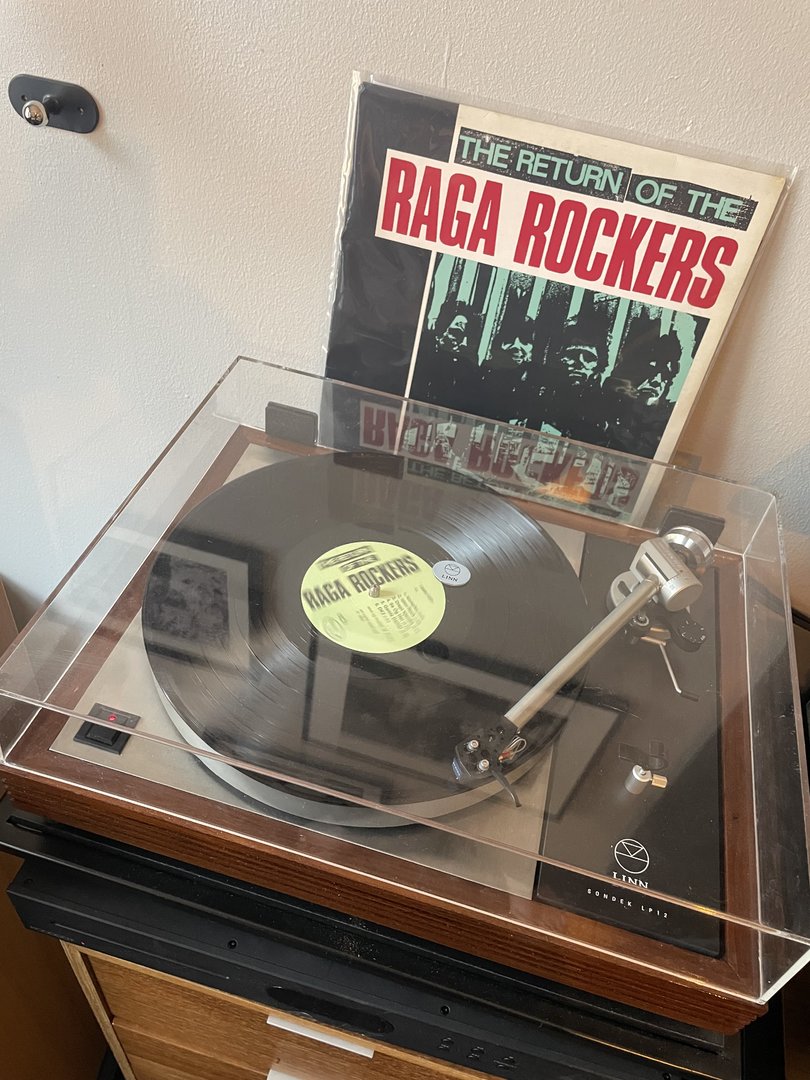 THE RETURN OF THE
RAGA ROCKERS
RAGA ROCKERS
LINN
LINN
SONDEK LP12